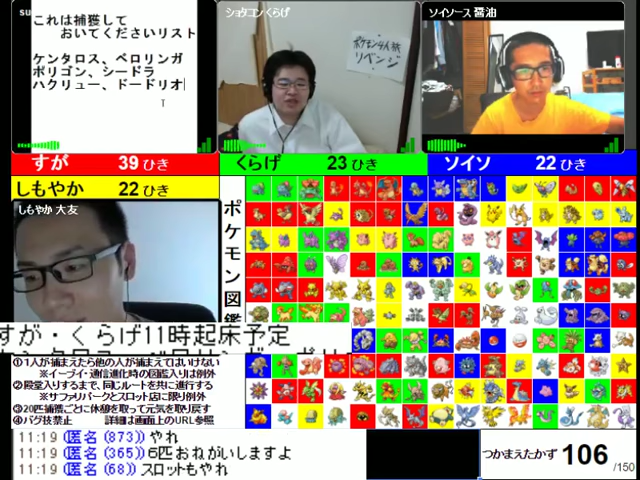 su
これは捕獲して
おいてくださいリスト
ケンタロス、ベロリンガ
ポリゴン、シードラ
ハクリュー、ドードリオ
ショタコン くらげ
ポケモン4人旅
リベンジ
ソイソース 醤油
すが 39 ひき
くらげ 23 ひき
ソイソ 22 ひき
しもやか 22 ひき
しもやか 大友
ポケモン図鑑
すが・くらげ11時起床予定
①1人が捕まえたら他の人が捕まえてはいけない
※イーブイ・通信進化時の図鑑入りは例外
②殿堂入りするまで、同じルートを共に進行する
※サファリパークとスロット店に限り別外
③20匹捕獲ごとに休憩を取って元気を取り戻す
④バグ技禁止 詳細は画面上のURL参照
11:19 (匿名 (873)) やれ
11:19 (匿名 (365)) 6匹おねがいしますよ
11:19 (匿名 (68)) スロットもやれ
つかまえたかず 106 /150